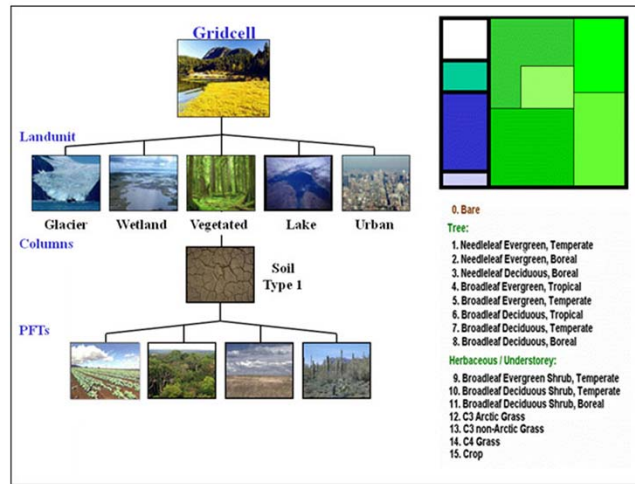 Gridcell
Landunit
Glacier
Wetland
Vegetated
Lake
Urban
Columns
Soil
Type 1
PFTs
0. Bare
Tree:
1. Needleleaf Evergreen, Temperate
2. Needleleaf Evergreen, Boreal
3. Needleleaf Deciduous, Boreal
4. Broadleaf Evergreen, Tropical
5. Broadleaf Evergreen, Temperate
6. Broadleaf Deciduous, Tropical
7. Broadleaf Deciduous, Temperate
8. Broadleaf Deciduous, Boreal
Herbaceous / Understorey:
9. Broadleaf Evergreen Shrub, Temperate
10. Broadleaf Deciduous Shrub, Temperate
11. Broadleaf Deciduous Shrub, Boreal
12. C3 Arctic Grass
13. C3 non-Arctic Grass
14. C4 Grass
15. Crop